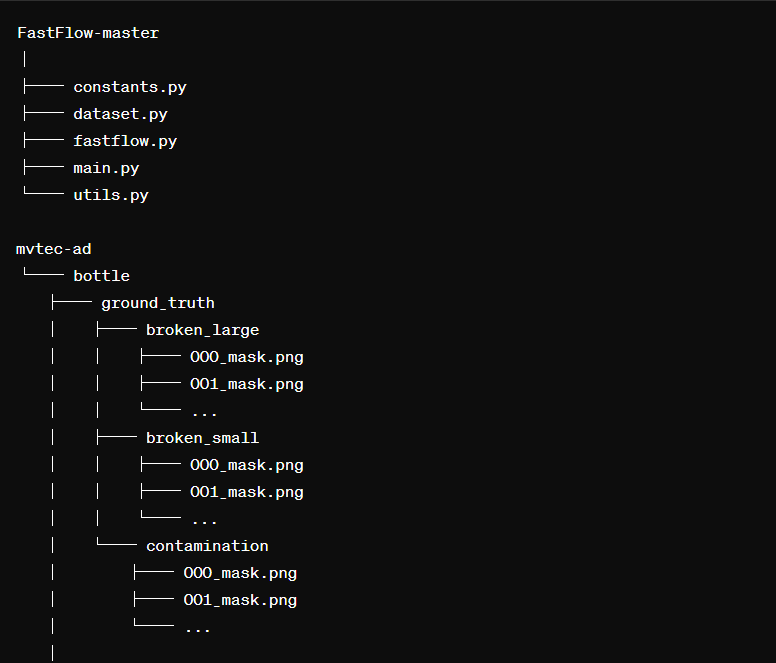 FastFlow-master
│
├──── constants.py
├──── dataset.py
├──── fastflow.py
├──── main.py
└──── utils.py

mvtec-ad
└──── bottle
    ├──── ground_truth
    │    ├──── broken_large
    │    │    ├──── 000_mask.png
    │    │    ├──── 001_mask.png
    │    │    └──── ...
    │    ├──── broken_small
    │    │    ├──── 000_mask.png
    │    │    ├──── 001_mask.png
    │    │    └──── ...
    │    └──── contamination
    │        ├──── 000_mask.png
    │        ├──── 001_mask.png
    │        └──── ...
    │